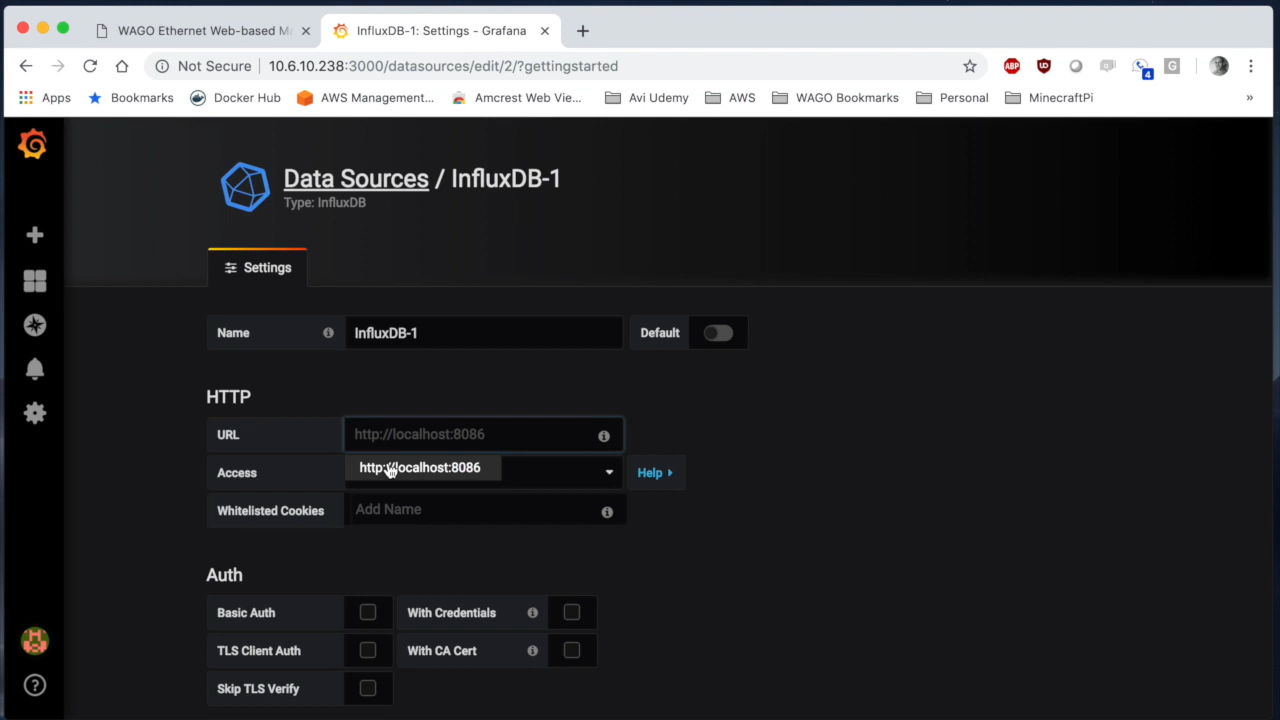 WAGO Ethernet Web-based Ma
InfluxDB-1: Settings - Grafana
Not Secure
10.6.10.238:3000/datasources/edit/2/?gettingstarted
ABP
4
G
Apps
Bookmarks
Docker Hub
AWS Management...
Amcrest Web Vie...
Avi Udemy
AWS
WAGO Bookmarks
Personal
MinecraftPi
»
Data Sources / InfluxDB-1
Type: InfluxDB
Settings
Name
InfluxDB-1
Default
HTTP
URL
http://localhost:8086
Access
http://localhost:8086
Help
Whitelisted Cookies
Add Name
Auth
Basic Auth
With Credentials
TLS Client Auth
With CA Cert
Skip TLS Verify